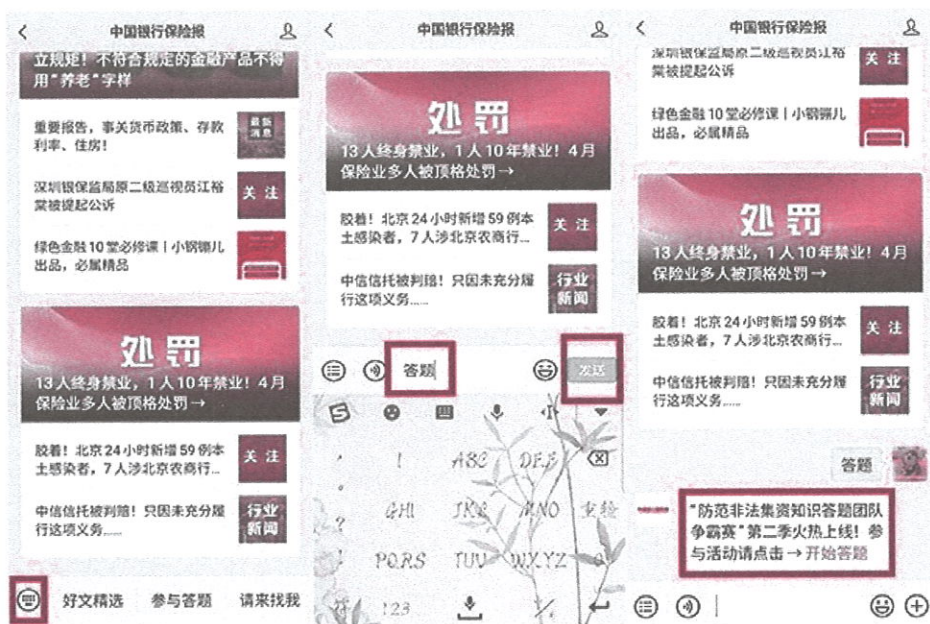 中国银行保险报
立规矩！不符合规定的金融产品不得
用"养老"字样
重要报告，事关货币政策、存款
利率、住房！
最新
消息
深圳银保监局原二级巡视员江裕
棠被提起公诉
关注
绿色金融10堂必修课丨小钢镚儿
出品，必属精品
处罚
13人终身禁业，1人10年禁业！4月
保险业多人被顶格处罚→
胶着！北京24小时新增59例本
土感染者，7人涉北京农商行...
关注
中信信托被判赔！只因未充分履
行这项义务......
行业
新闻
好文精选
参与答题
请来找我
中国银行保险报
处罚
13人终身禁业，1人10年禁业！4月
保险业多人被顶格处罚→
胶着！北京24小时新增59例本
土感染者，7人涉北京农商行...
关注
中信信托被判赔！只因未充分履
行这项义务......
行业
新闻
答题
发送
ABC
DEF
GHI
JKL
MNO
重输
PQRS
TUV
WXYZ
符
123
中国银行保险报
深圳银保监局原二级巡视员江裕
棠被提起公诉
关注
绿色金融10堂必修课丨小钢镚儿
出品，必属精品
处罚
13人终身禁业，1人10年禁业！4月
保险业多人被顶格处罚→
胶着！北京24小时新增59例本
土感染者，7人涉北京农商行...
关注
中信信托被判赔！只因未充分履
行这项义务......
行业
新闻
答题
"防范非法集资知识答题团队
争霸赛"第二季火热上线！参
与活动请点击→开始答题